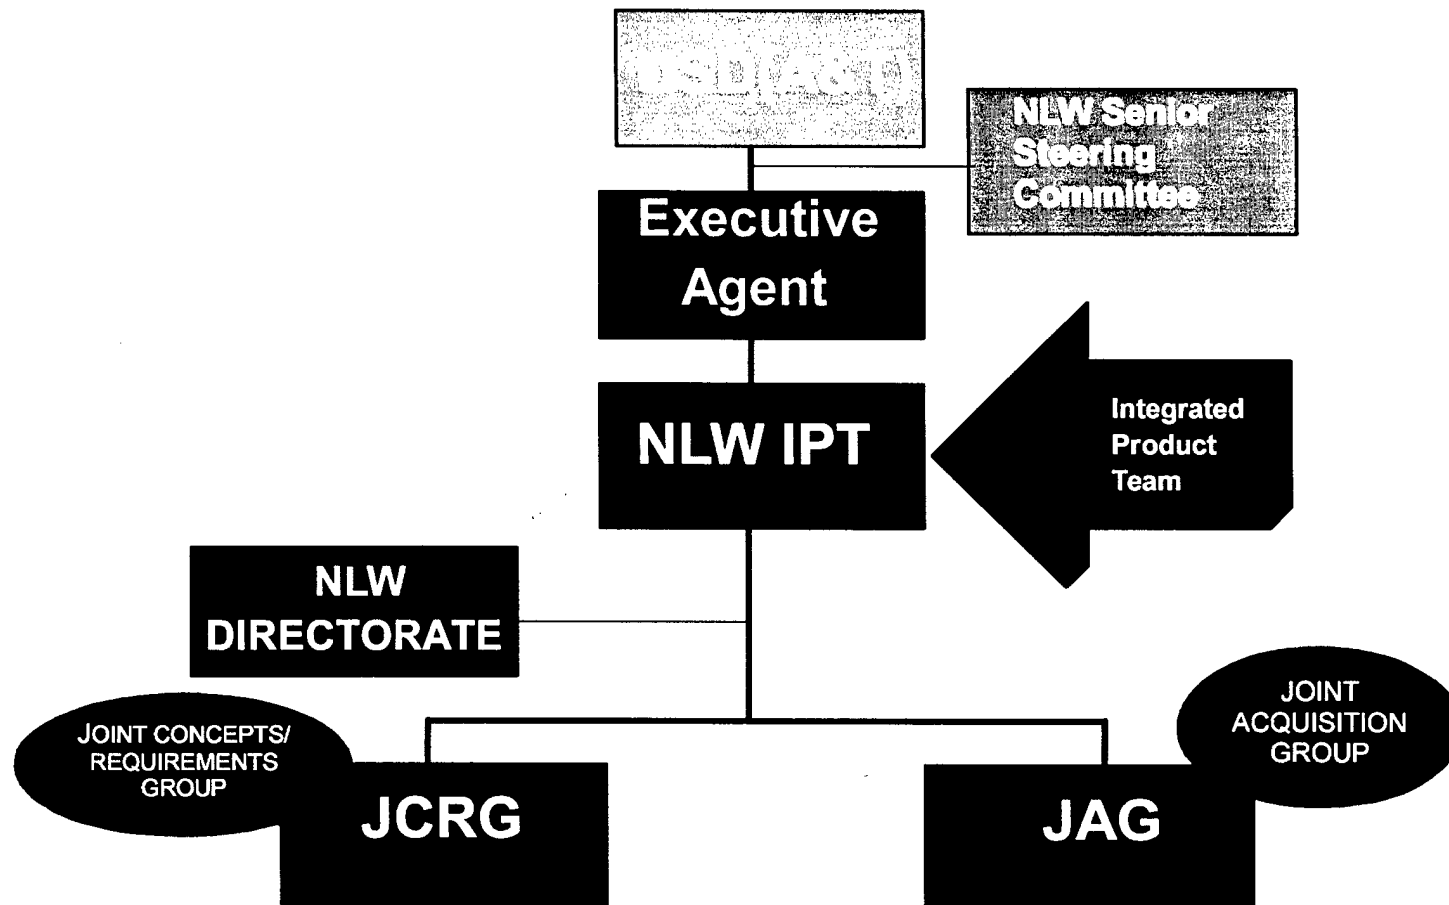 USD(A&T)
NLW Senior
Steering
Committee
Executive
Agent
NLW IPT
Integrated
Product
Team
NLW
DIRECTORATE
JOINT CONCEPTS/
REQUIREMENTS
GROUP
JCRG
JOINT
ACQUISITION
GROUP
JAG